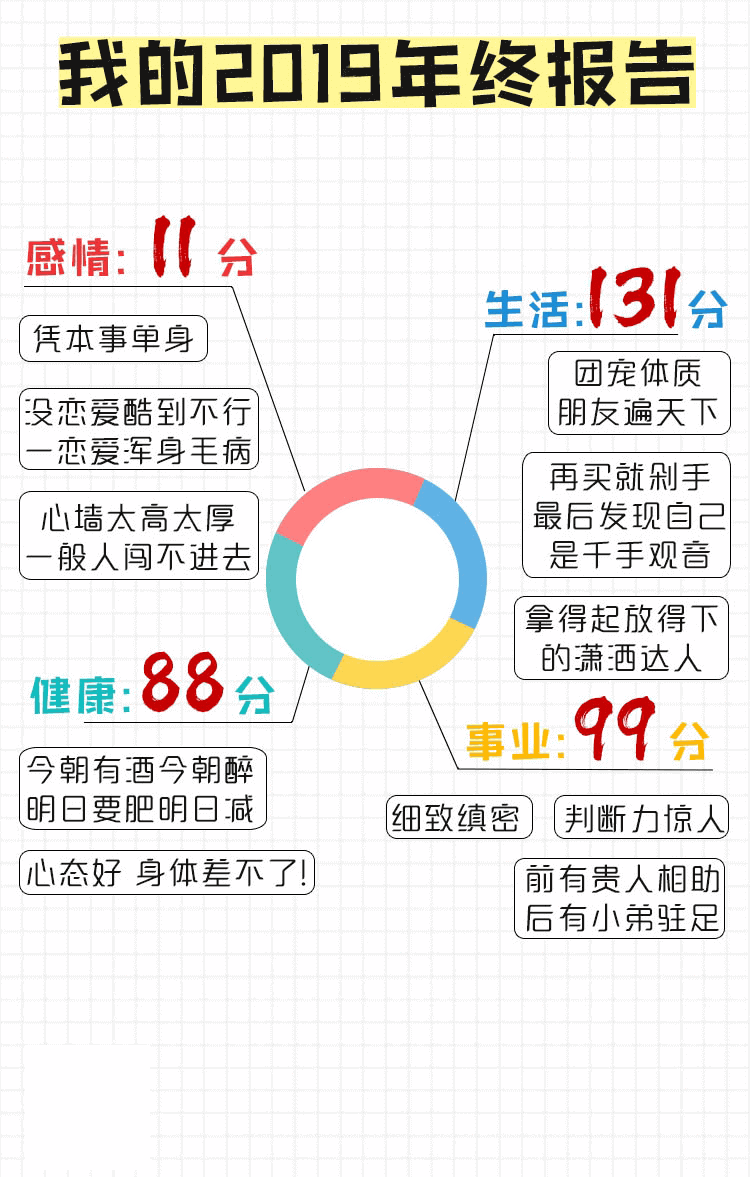 我的2019年终报告
感情: 11 分
凭本事单身
没恋爱酷到不行
一恋爱浑身毛病
心墙太高太厚
一般人闯不进去
生活:131分
团宠体质
朋友遍天下
再买就剁手
最后发现自己
是千手观音
拿得起放得下
的潇洒达人
健康:88分
今朝有酒今朝醉
明日要肥明日减
心态好 身体差不了!
事业:99分
细致缜密
判断力惊人
前有贵人相助
后有小弟驻足